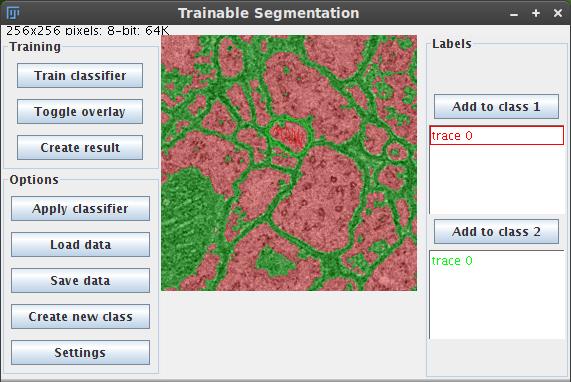 Trainable Segmentation
256x256 pixels; 8-bit; 64K
Training
Train classifier
Toggle overlay
Create result
Options
Apply classifier
Load data
Save data
Create new class
Settings
Labels
Add to class 1
trace 0
Add to class 2
trace 0